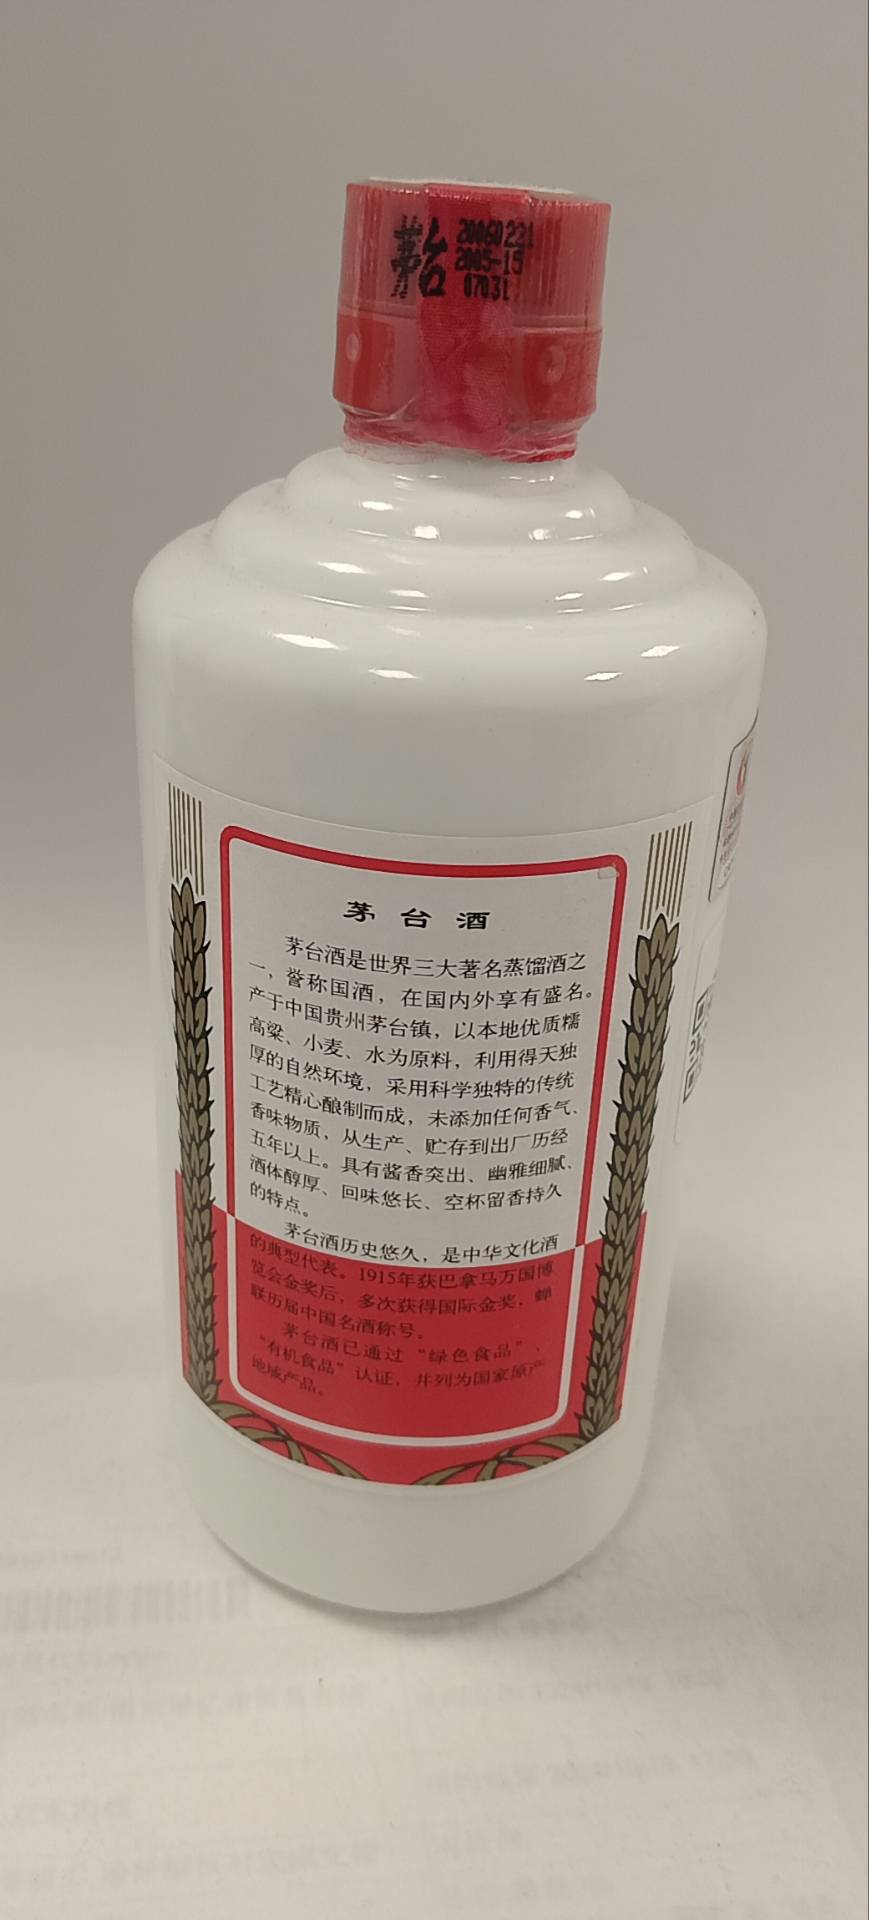 茅台
20060221
2005-15
07031
茅台酒
茅台酒是世界三大著名蒸馏酒之
一，誉称国酒，在国内外享有盛名。
产于中国贵州茅台镇，以本地优质糯
高粱、小麦、水为原料，利用得天独
厚的自然环境，采用科学独特的传统
工艺精心酿制而成，未添加任何香气、
香味物质，从生产、贮存到出厂历经
五年以上。具有酱香突出、幽雅细腻、
酒体醇厚、回味悠长、空杯留香持久
的特点。
茅台酒历史悠久，是中华文化酒
的典型代表。1915年获巴拿马万国博
览会金奖后，多次获得国际金奖，蝉
联历届中国名酒称号。
茅台酒已通过“绿色食品”、
“有机食品”认证，并列为国家原产
地域产品。